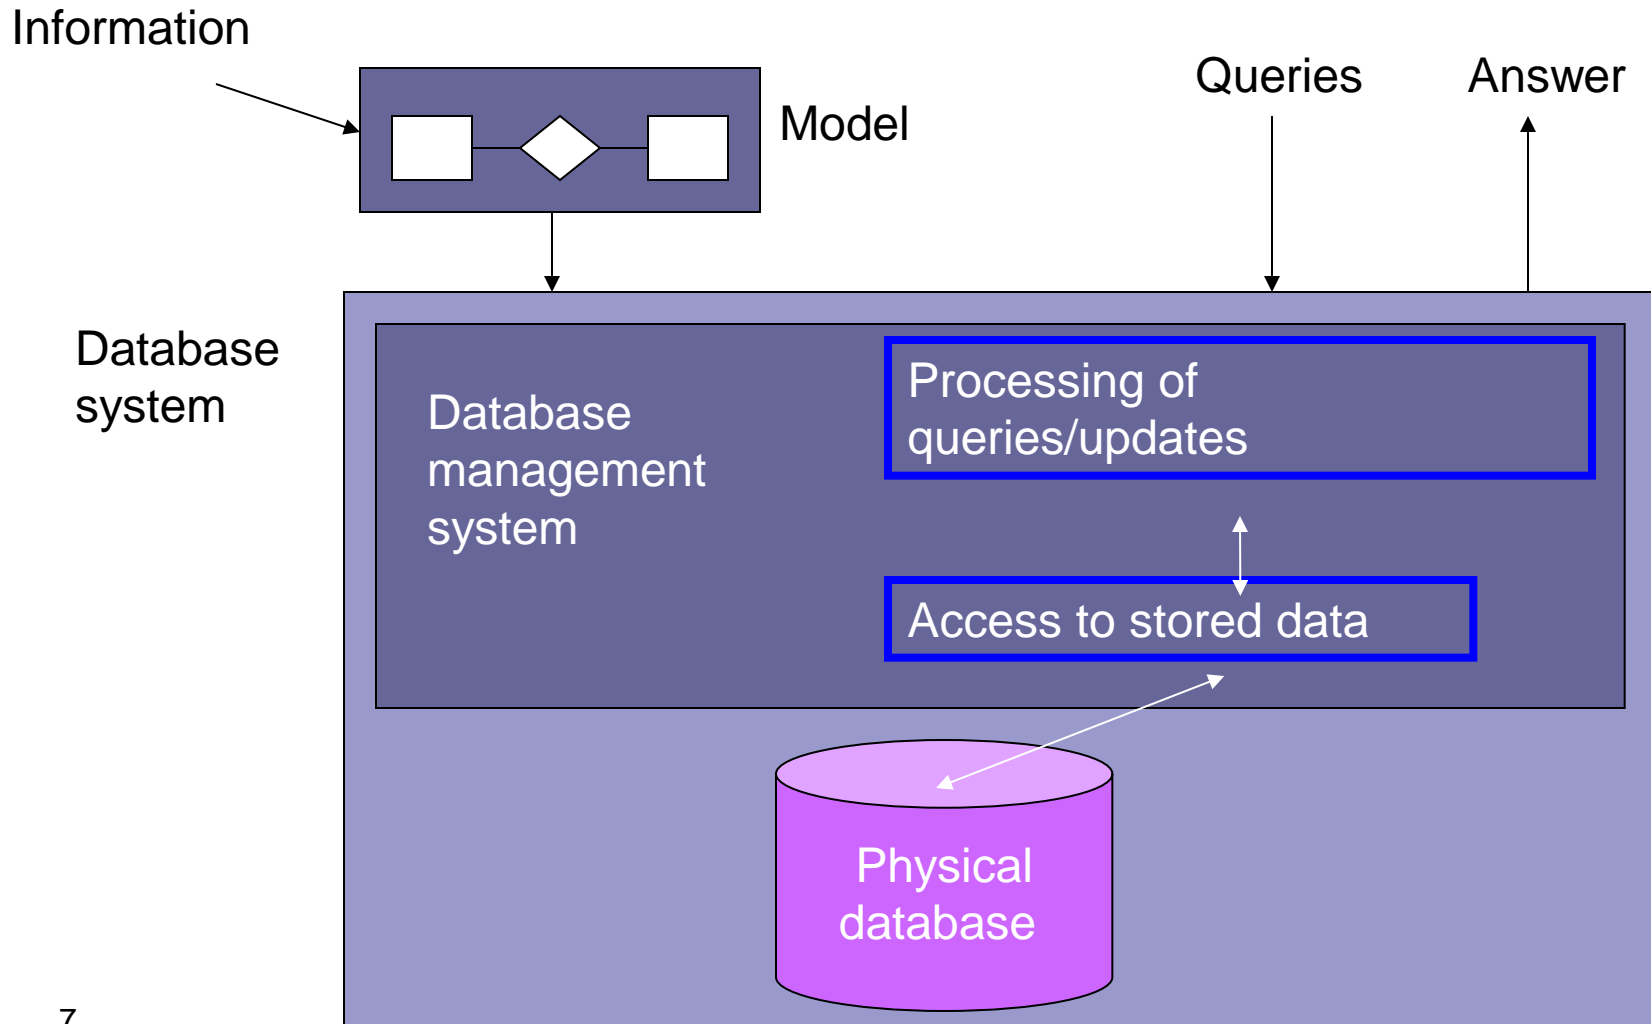 Information
Queries
Answer
Model
Database
system
Database
management
system
Processing of
queries/updates
Access to stored data
Physical
database
7